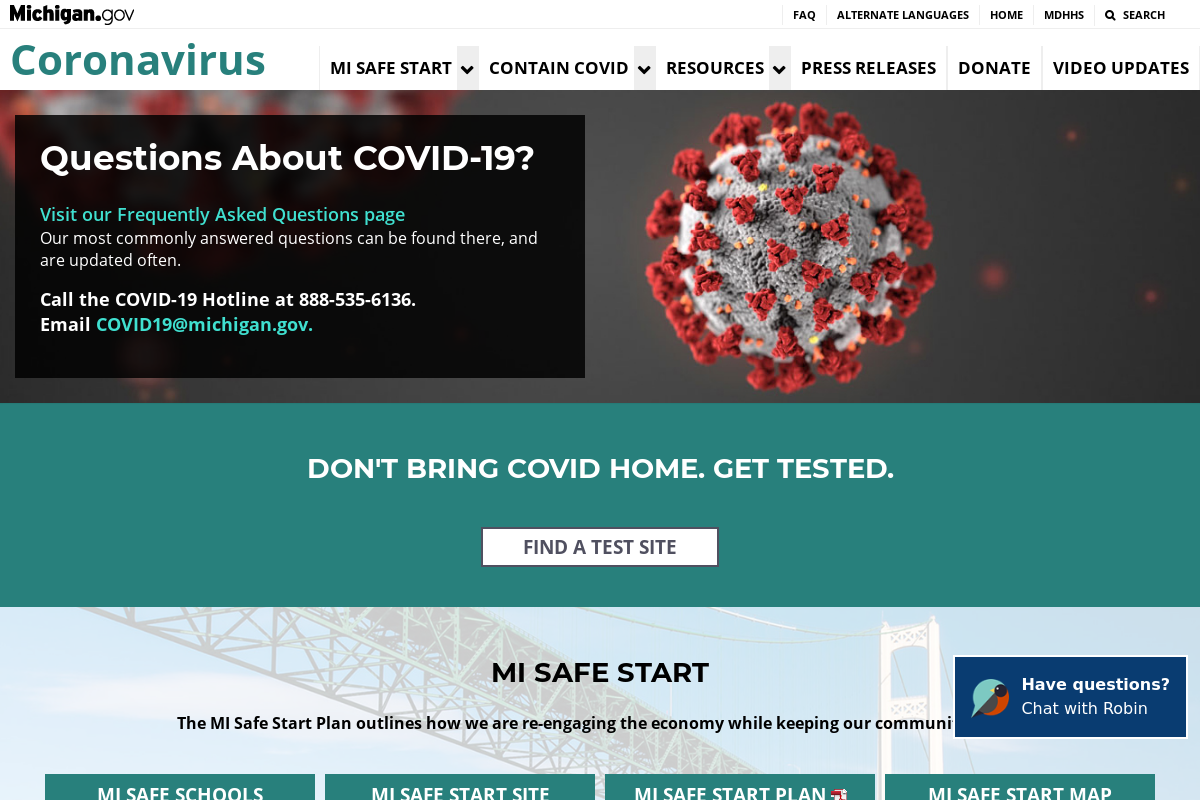 Michigan.gov
FAQ
ALTERNATE LANGUAGES
HOME
MDHHS
SEARCH
Coronavirus
MI SAFE START
CONTAIN COVID
RESOURCES
PRESS RELEASES
DONATE
VIDEO UPDATES
Questions About COVID-19?
Visit our Frequently Asked Questions page
Our most commonly answered questions can be found there, and
are updated often.
Call the COVID-19 Hotline at 888-535-6136.
Email COVID19@michigan.gov.
DON'T BRING COVID HOME. GET TESTED.
FIND A TEST SITE
MI SAFE START
The MI Safe Start Plan outlines how we are re-engaging the economy while keeping our
Have questions?
Chat with Robin
MI SAFE SCHOOLS
MI SAFE START SITE
MI SAFE START PLAN
MI SAFE START MAP